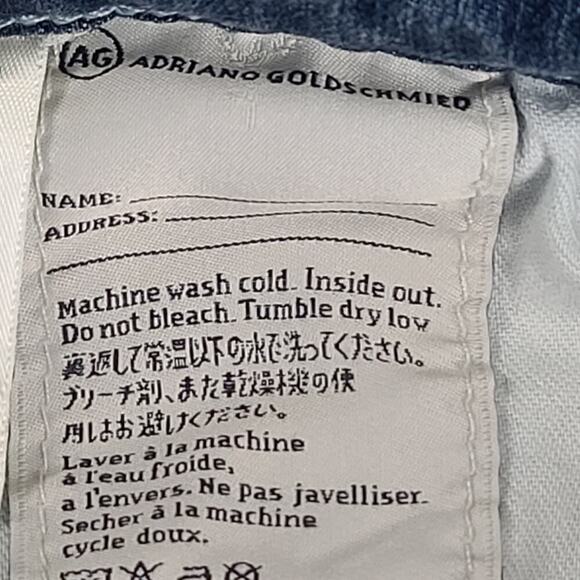 AG ADRIANO GOLDSCHMIED
NAME:
ADDRESS:
Machine wash cold. Inside out.
Do not bleach. Tumble dry low
裏返して常温以下の水で洗ってください。
ブリーチ剤、また乾燥機の使
用はお避けください。
Laver à la machine
à l'eau froide,
a l'envers. Ne pas javelliser.
Secher à la machine
cycle doux.